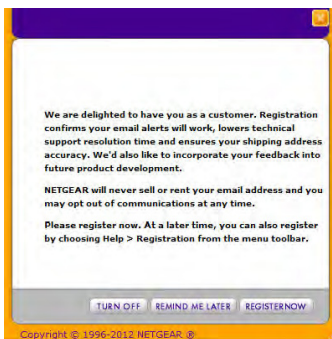 We are delighted to have you as a customer. Registration
confirms your email alerts will work, lowers technical
support resolution time and ensures your shipping address
accuracy. We'd also like to incorporate your feedback into
future product development.
NETGEAR will never sell or rent your email address and you
may opt out of communications at any time.
Please register now. At a later time, you can also register
by choosing Help > Registration from the menu toolbar.
TURN OFF REMIND ME LATER REGISTERNOW
Copyright © 1996-2012 NETGEAR ®